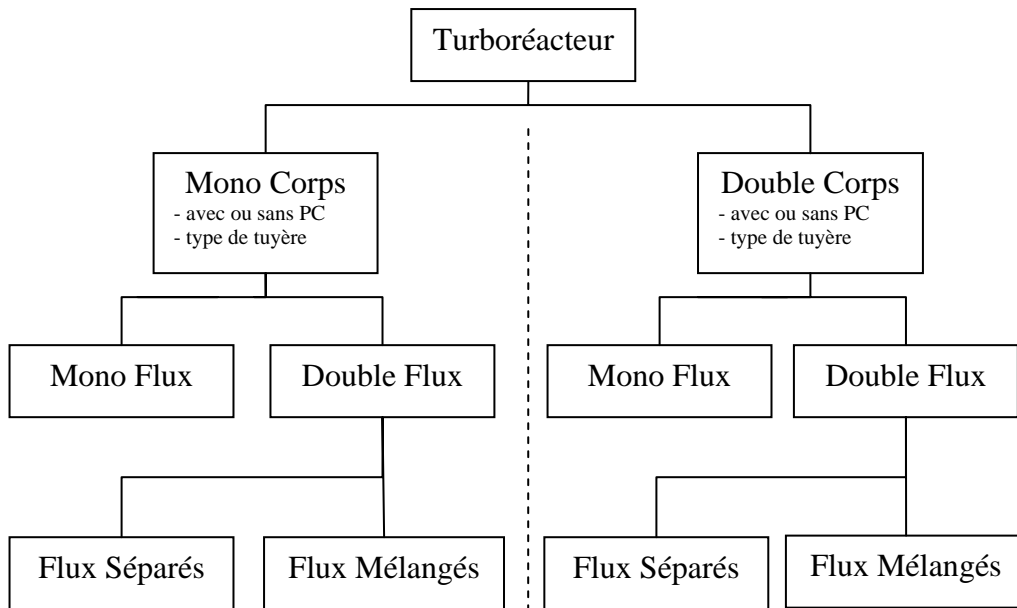 Turboréacteur
Mono Corps
- avec ou sans PC
- type de tuyère
Double Corps
- avec ou sans PC
- type de tuyère
Mono Flux
Double Flux
Mono Flux
Double Flux
Flux Séparés
Flux Mélangés
Flux Séparés
Flux Mélangés